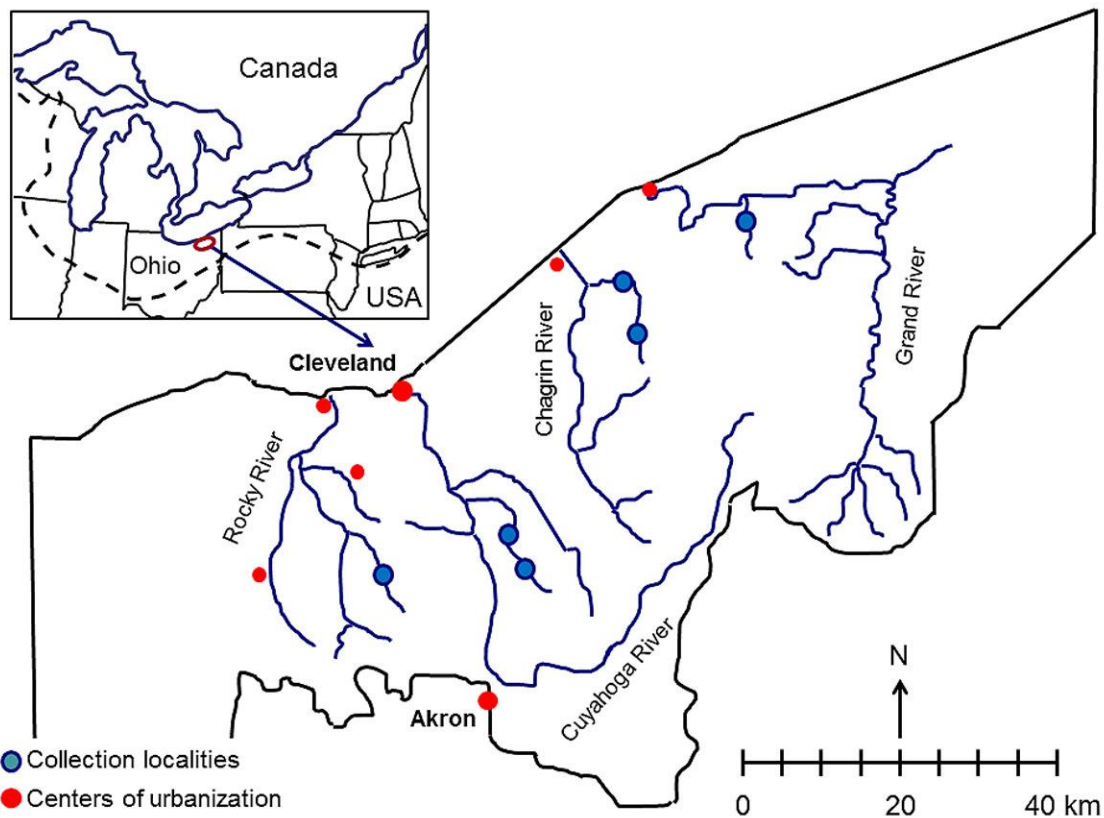 Canada
Ohio
USA
Cleveland
Rocky River
Chagrin River
Grand River
Cuyahoga River
Akron
N
0 20 40 km
Collection localities
Centers of urbanization